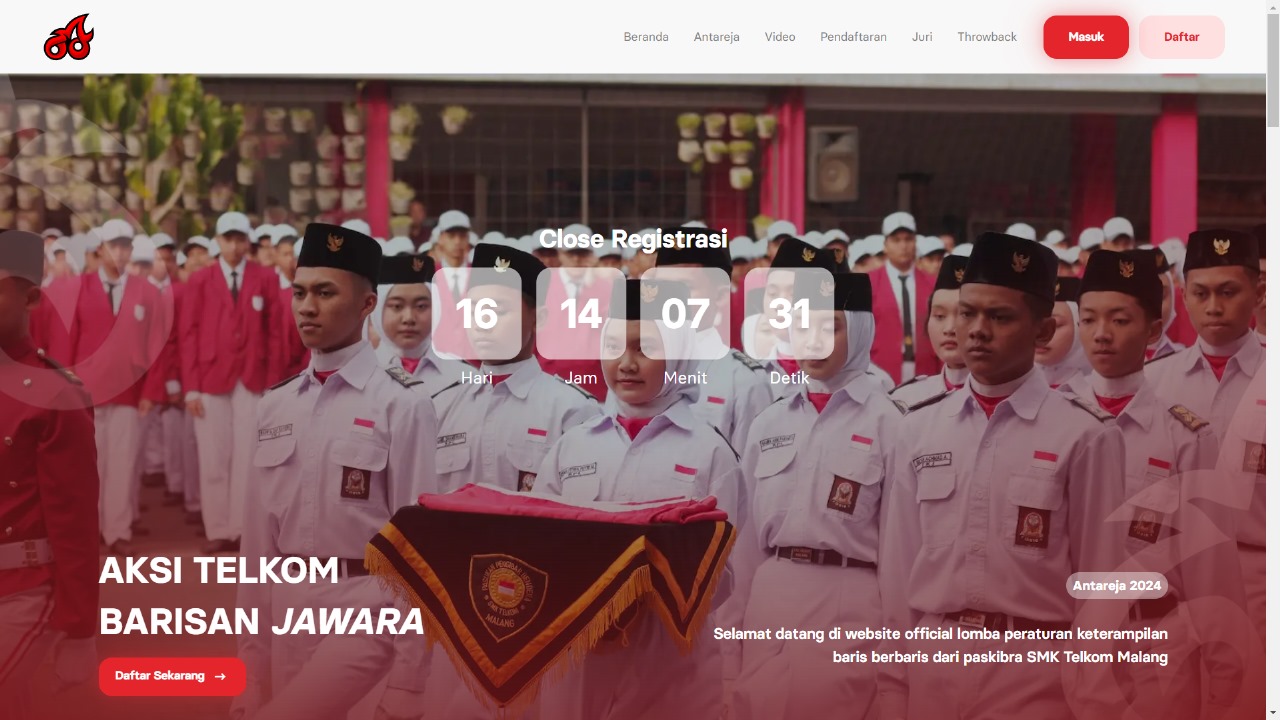 Beranda
Antareja
Video
Pendaftaran
Juri
Throwback
Masuk
Daftar
Close Registrasi
16 14 07 31
Hari Jam Menit Detik
AKSI TELKOM
BARISAN JAWARA
Daftar Sekarang →
Antareja 2024
Selamat datang di website official lomba peraturan keterampilan
baris berbaris dari paskibra SMK Telkom Malang
MALANG